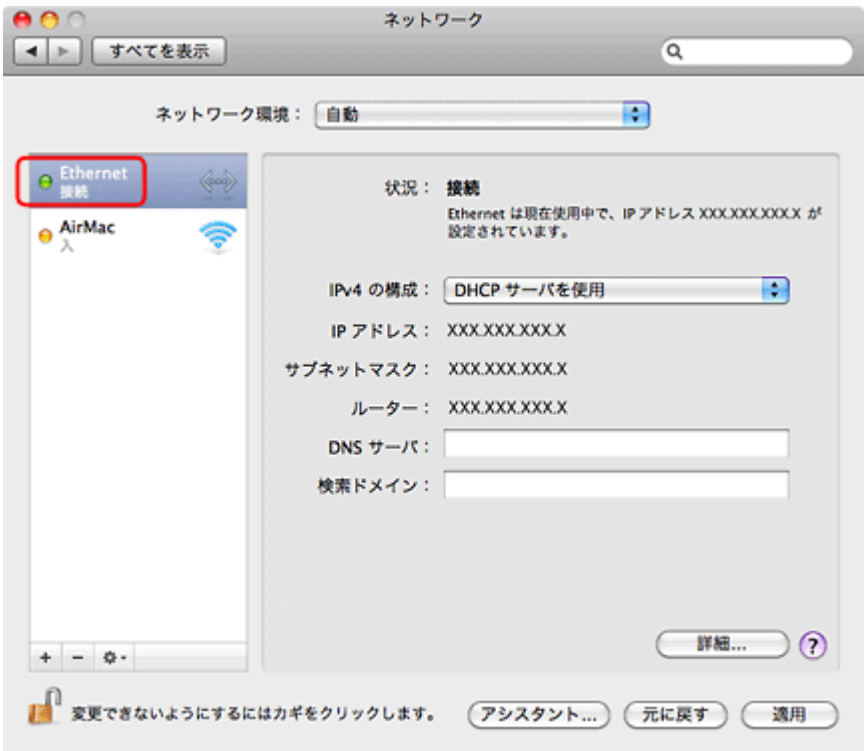 ネットワーク
すべてを表示
ネットワーク環境： 自動
Ethernet
接続
AirMac
入
状況： 接続
Ethernet は現在使用中で、IP アドレス XXX.XXX.XXX.X が
設定されています。
IPv4 の構成： DHCP サーバを使用
IP アドレス： XXX.XXX.XXX.X
サブネットマスク： XXX.XXX.XXX.X
ルーター： XXX.XXX.XXX.X
DNS サーバ：
検索ドメイン：
詳細... ?
変更できないようにするにはカギをクリックします。 アシスタント... 元に戻す 適用